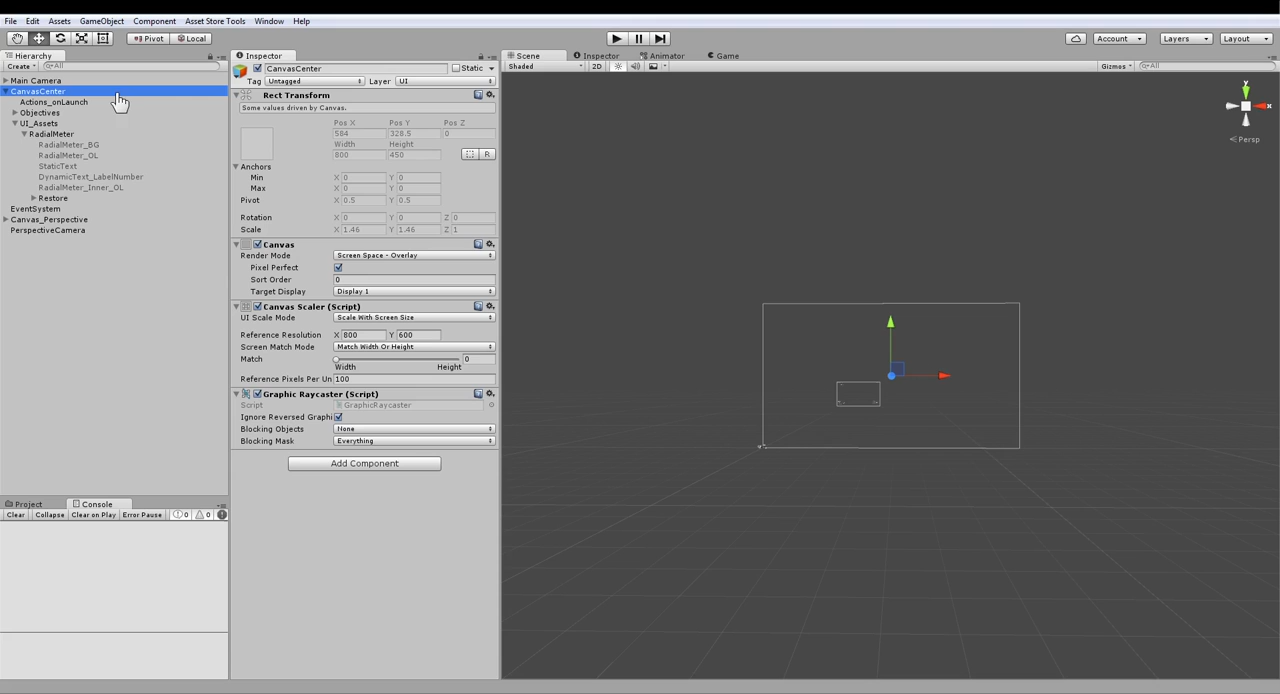 File Edit Assets GameObject Component Asset Store Tools Window Help
Pivot Local Account Layers Layout
Hierarchy
Create All
Main Camera
CanvasCenter
Actions_onLaunch
Objectives
UI_Assets
RadialMeter
RadialMeter_BG
RadialMeter_OL
StaticText
DynamicText_LabelNumber
RadialMeter_Inner_OL
Restore
EventSystem
Canvas_Perspective
PerspectiveCamera
Project Console
Clear Collapse Clear on Play Error Pause 0 0
Inspector
CanvasCenter Static
Tag Untagged Layer UI
Rect Transform
Some values driven by Canvas.
Pos X Pos Y Pos Z
584 328.5 0
Width Height
800 450
R
Anchors
Min X 0 Y 0
Max X 0 Y 0
Pivot X 0.5 Y 0.5
Rotation X 0 Y 0 Z 0
Scale X 1.46 Y 1.46 Z 1
Canvas
Render Mode Screen Space - Overlay
Pixel Perfect
Sort Order 0
Target Display Display 1
Canvas Scaler (Script)
UI Scale Mode Scale With Screen Size
Reference Resolution X 800 Y 600
Screen Match Mode Match Width Or Height
Match 0
Width Height
Reference Pixels Per Un 100
Graphic Raycaster (Script)
Script GraphicRaycaster
Ignore Reversed Graphi
Blocking Objects None
Blocking Mask Everything
Add Component
Scene Inspector Animator Game
Shaded 2D Gizmos All
y
x
Persp